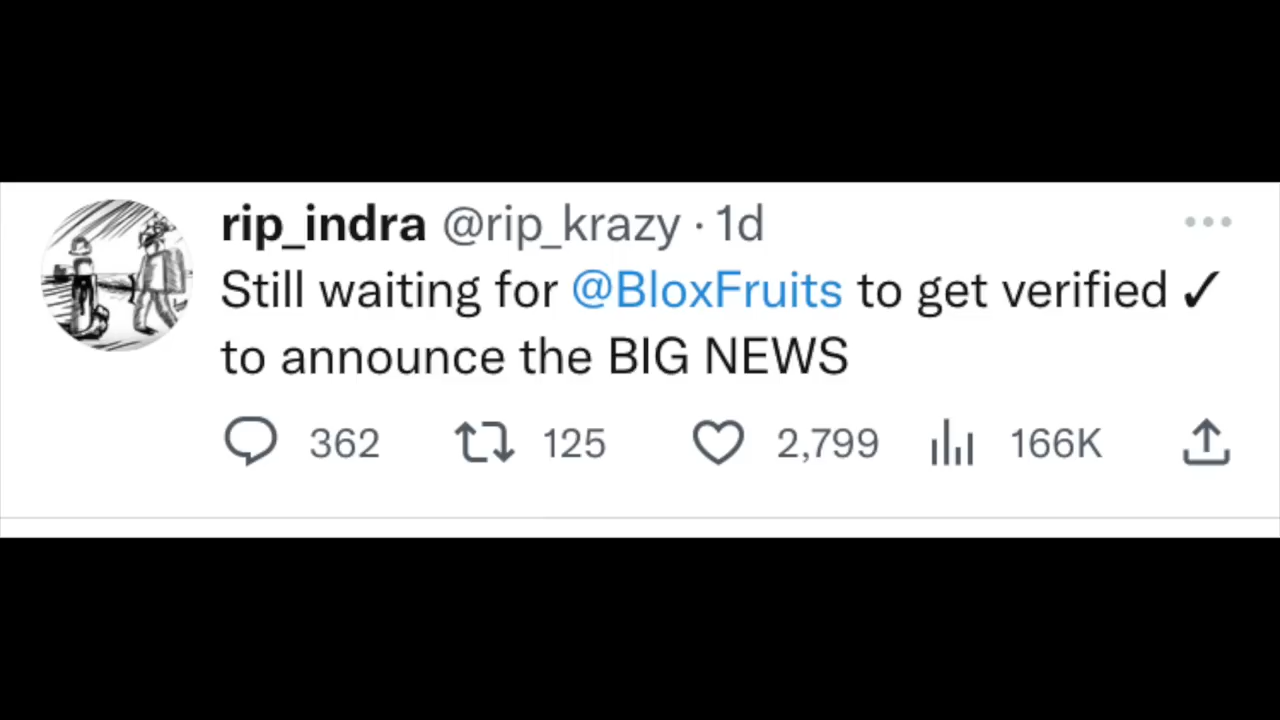 rip_indra @rip_krazy · 1d
Still waiting for @BloxFruits to get verified ✓
to announce the BIG NEWS
362 125 2,799 166K